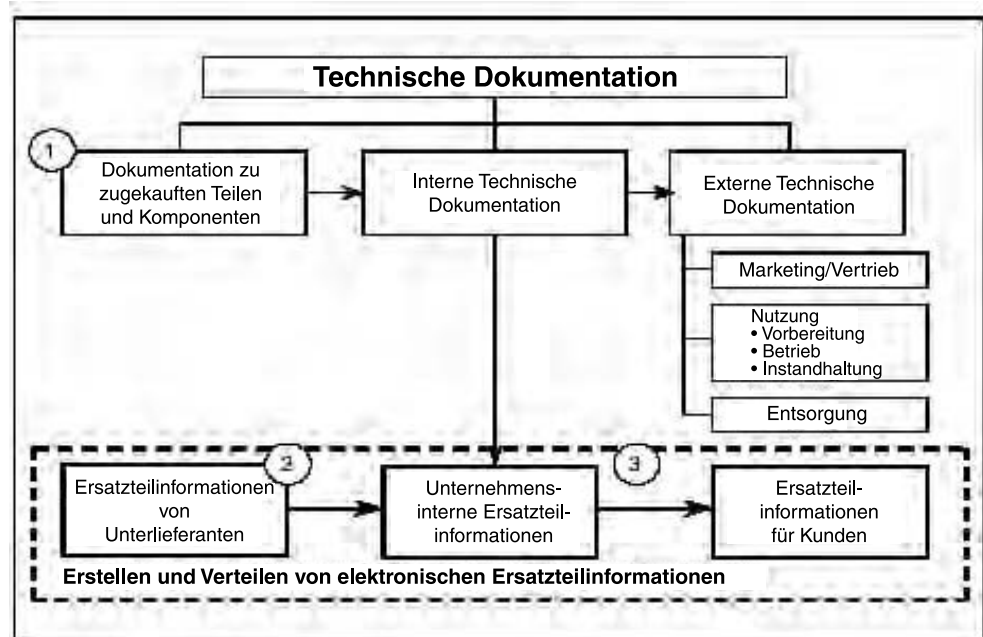 Technische Dokumentation
1
Dokumentation zu
zugekauften Teilen
und Komponenten
Interne Technische
Dokumentation
Externe Technische
Dokumentation
Marketing/Vertrieb
Nutzung
• Vorbereitung
• Betrieb
• Instandhaltung
Entsorgung
2
3
Ersatzteilinformationen
von
Unterlieferanten
Unternehmens-
interne Ersatzteil-
informationen
Ersatzteil-
informationen
für Kunden
Erstellen und Verteilen von elektronischen Ersatzteilinformationen